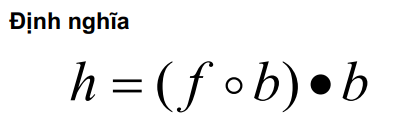 Định nghĩa
h = (f ∘ b) • b